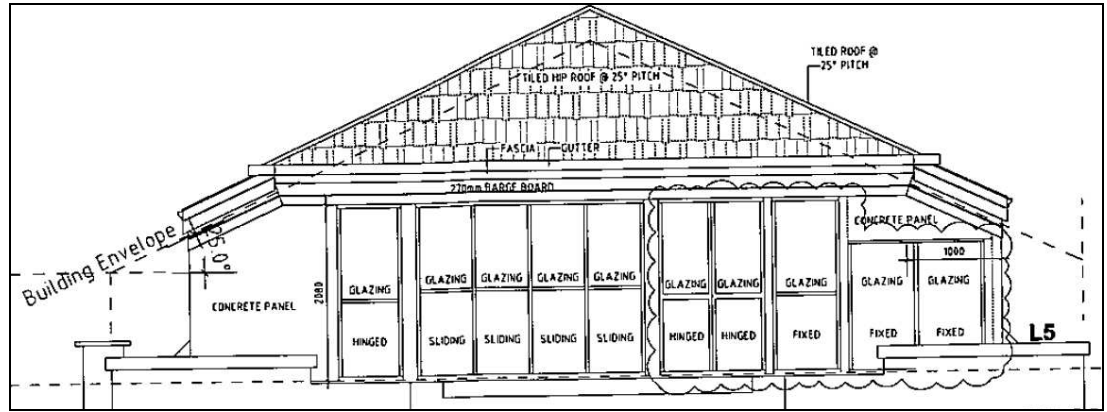 TILED ROOF @
25° PITCH
TILED HIP ROOF @ 25° PITCH
FASCIA GUTTER
270mm BARGE BOARD
Building Envelope
25.0°
CONCRETE PANEL
1000
2080
CONCRETE PANEL
GLAZING GLAZING GLAZING GLAZING GLAZING GLAZING GLAZING GLAZING GLAZING GLAZING
HINGED SLIDING SLIDING SLIDING SLIDING HINGED HINGED FIXED FIXED FIXED
L5